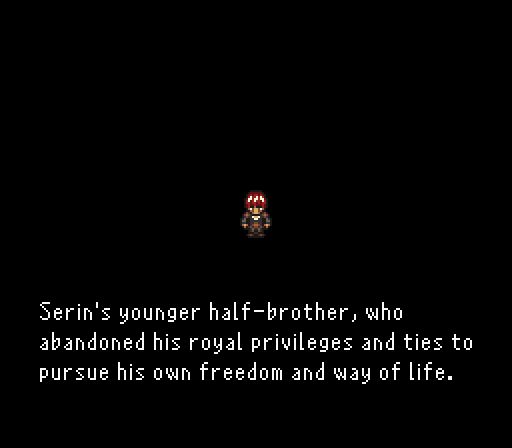 Serin's younger half-brother, who
abandoned his royal privileges and ties to
pursue his own freedom and way of life.